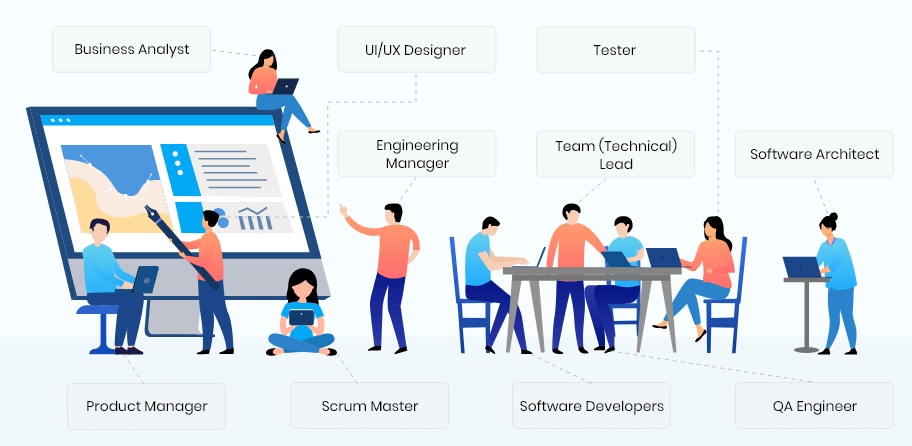 Business Analyst
UI/UX Designer
Tester
Engineering
Manager
Team (Technical)
Lead
Software Architect
Product Manager
Scrum Master
Software Developers
QA Engineer